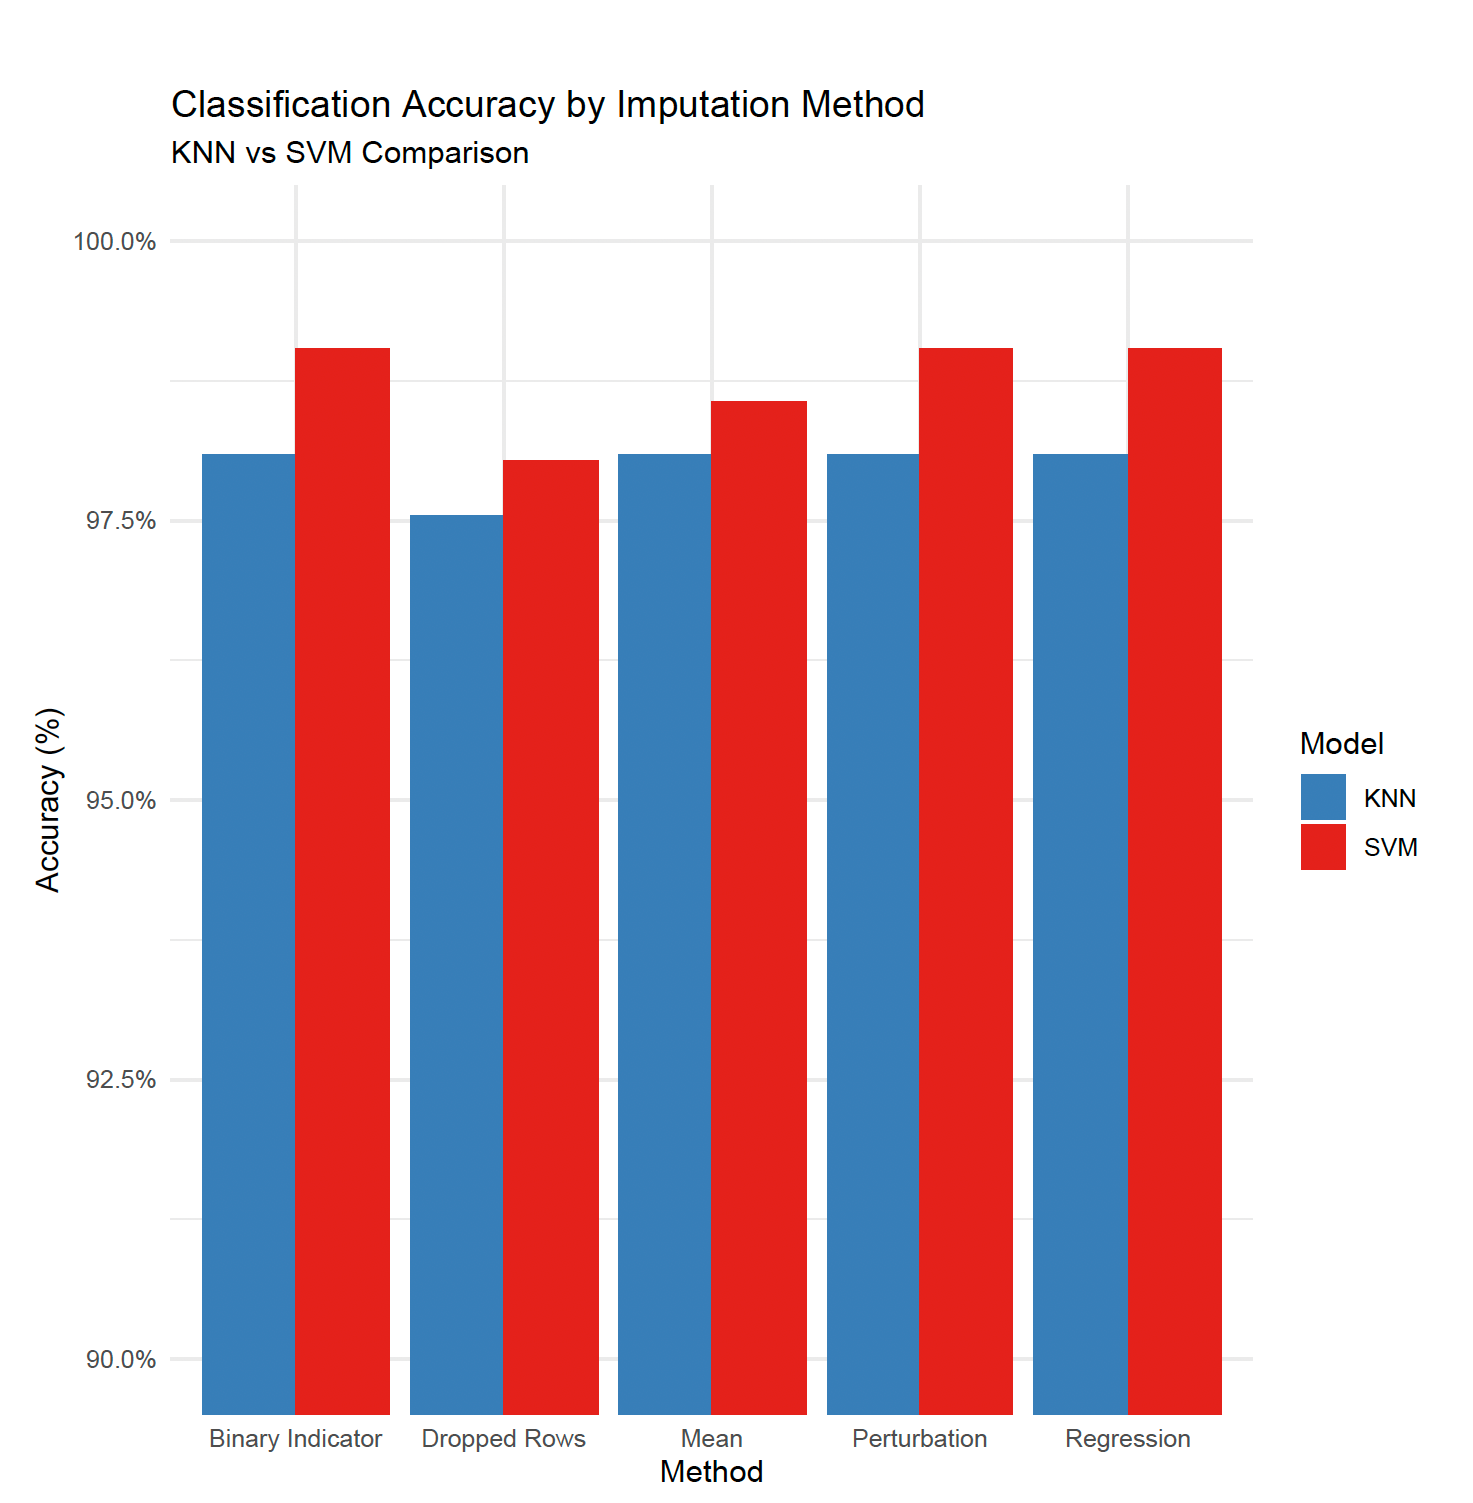 Classification Accuracy by Imputation Method
KNN vs SVM Comparison
100.0%
97.5%
95.0%
92.5%
90.0%
Accuracy (%)
Binary Indicator
Dropped Rows
Mean
Perturbation
Regression
Method
Model
KNN
SVM